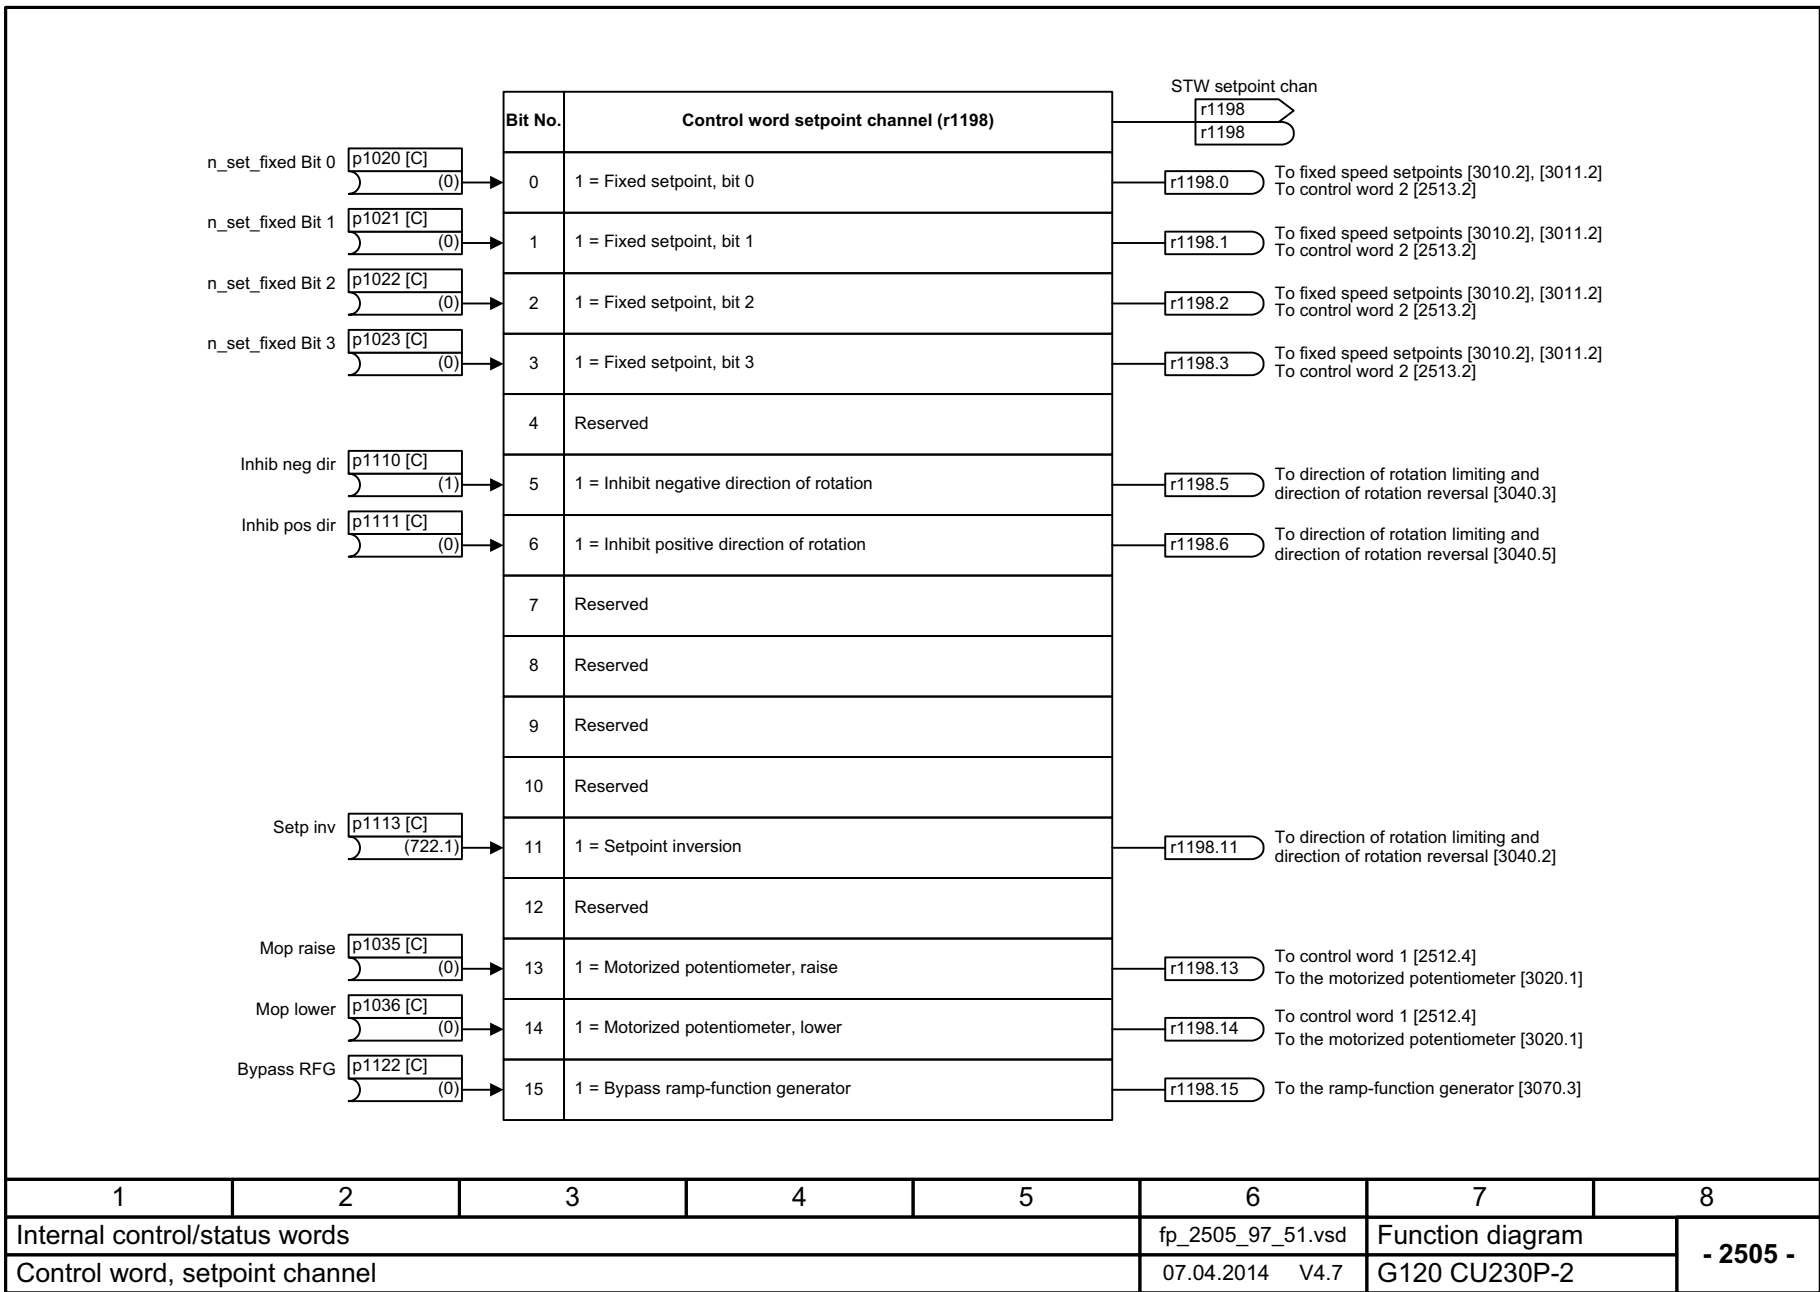 STW setpoint chan
Bit No. Control word setpoint channel (r1198) r1198
r1198
n_set_fixed Bit 0 p1020 [C]
(0) 0 1 = Fixed setpoint, bit 0 r1198.0 To fixed speed setpoints [3010.2], [3011.2]
To control word 2 [2513.2]
n_set_fixed Bit 1 p1021 [C]
(0) 1 1 = Fixed setpoint, bit 1 r1198.1 To fixed speed setpoints [3010.2], [3011.2]
To control word 2 [2513.2]
n_set_fixed Bit 2 p1022 [C]
(0) 2 1 = Fixed setpoint, bit 2 r1198.2 To fixed speed setpoints [3010.2], [3011.2]
To control word 2 [2513.2]
n_set_fixed Bit 3 p1023 [C]
(0) 3 1 = Fixed setpoint, bit 3 r1198.3 To fixed speed setpoints [3010.2], [3011.2]
To control word 2 [2513.2]
4 Reserved
Inhib neg dir p1110 [C]
(1) 5 1 = Inhibit negative direction of rotation r1198.5 To direction of rotation limiting and
direction of rotation reversal [3040.3]
Inhib pos dir p1111 [C]
(0) 6 1 = Inhibit positive direction of rotation r1198.6 To direction of rotation limiting and
direction of rotation reversal [3040.5]
7 Reserved
8 Reserved
9 Reserved
10 Reserved
Setp inv p1113 [C]
(722.1) 11 1 = Setpoint inversion r1198.11 To direction of rotation limiting and
direction of rotation reversal [3040.2]
12 Reserved
Mop raise p1035 [C]
(0) 13 1 = Motorized potentiometer, raise r1198.13 To control word 1 [2512.4]
To the motorized potentiometer [3020.1]
Mop lower p1036 [C]
(0) 14 1 = Motorized potentiometer, lower r1198.14 To control word 1 [2512.4]
To the motorized potentiometer [3020.1]
Bypass RFG p1122 [C]
(0) 15 1 = Bypass ramp-function generator r1198.15 To the ramp-function generator [3070.3]
1 2 3 4 5 6 7 8
Internal control/status words fp_2505_97_51.vsd Function diagram - 2505 -
Control word, setpoint channel 07.04.2014 V4.7 G120 CU230P-2